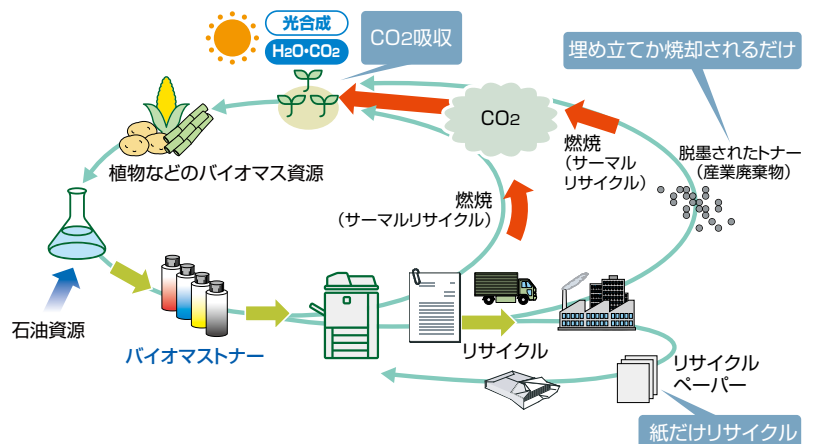 光合成
H2O・CO2
CO2吸収
埋め立てか焼却されるだけ
CO2
燃焼
(サーマル
リサイクル)
脱墨されたトナー
(産業廃棄物)
植物などのバイオマス資源
燃焼
(サーマルリサイクル)
石油資源
バイオマストナー
リサイクル
リサイクル
ペーパー
紙だけリサイクル